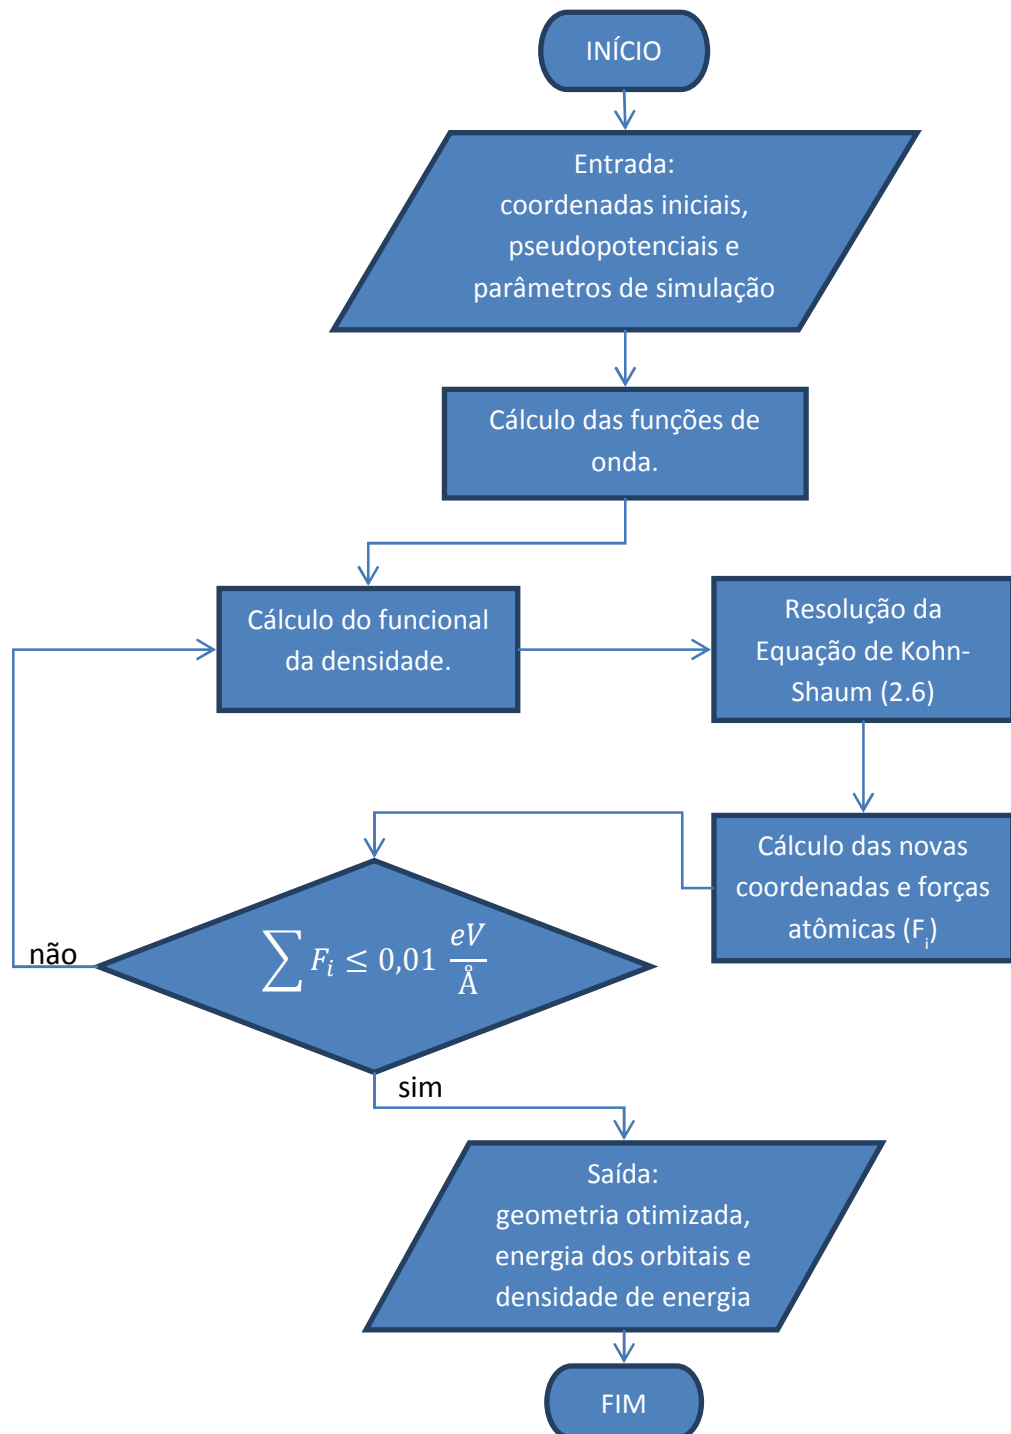 INÍCIO
Entrada:
coordenadas iniciais,
pseudopotenciais e
parâmetros de simulação
Cálculo das funções de
onda.
Cálculo do funcional
da densidade.
Resolução da
Equação de Kohn-
Shaum (2.6)
Cálculo das novas
coordenadas e forças
atômicas (F_i)
∑ F_i ≤ 0,01 eV/Å
não
sim
Saída:
geometria otimizada,
energia dos orbitais e
densidade de energia
FIM